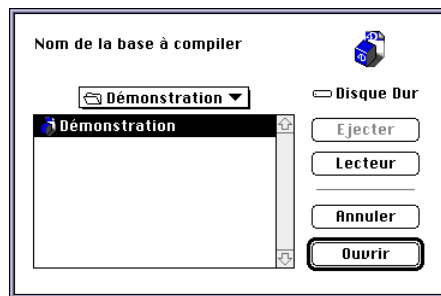 Nom de la base à compiler
Démonstration
Disque Dur
Démonstration
Ejecter
Lecteur
Annuler
Ouvrir